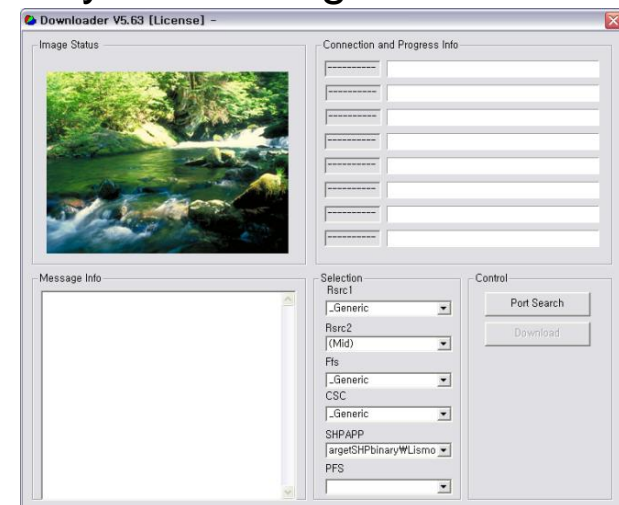 Downloader V5.63 [License] -
Image Status
Connection and Progress Info
----------
----------
----------
----------
----------
----------
----------
----------
Message Info
Selection
Rsrc1
_Generic
Rsrc2
(Mid)
Ffs
_Generic
CSC
_Generic
SHPAPP
argetSHPbinary₩Lismo
PFS
Control
Port Search
Download